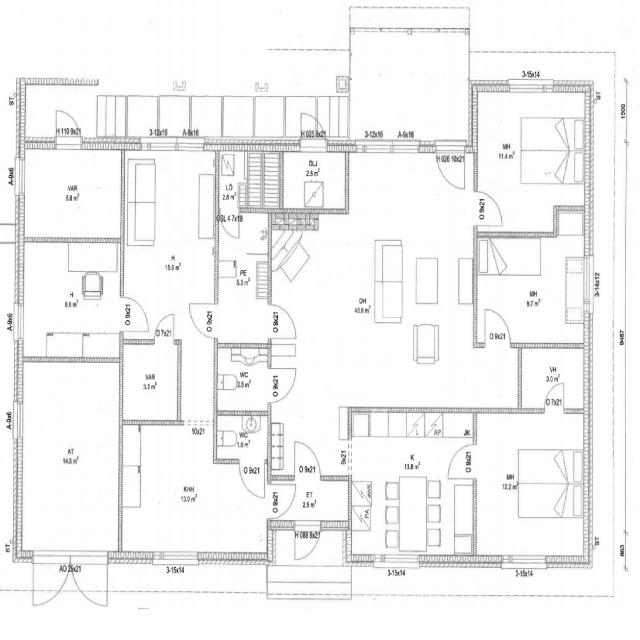 3-15x14
ST
ST
1500
H 110 9x21
3-12x16
A-9x16
H 025 9x21
3-12x16
A-9x16
H 026 10x21
MH
11.4 m²
A-9x6
VAR
6.8 m²
LÖ
2.8 m²
ÖLJ
2.8 m²
O 9x21
OSL 4 7x19
H
15.9 m²
PE
5.3 m²
H
8.8 m²
OH
43.8 m²
MH
9.7 m²
3-14x12
A-9x6
O 9x21
O 7x21
O 9x21
O 9x21
O 9x21
9487
VAR
3.3 m²
WC
2.8 m²
O 9x21
VH
3.0 m²
O 7x21
A-9x6
10x21
WC
1.8 m²
L
AP
JK
9x21
AT
14.8 m²
KHH
13.0 m²
O 9x21
O 9x21
K
13.8 m²
O 9x21
MH
12.2 m²
O 9x21
ET
2.5 m²
PA
H 088 9x21
ST
ST
863
AO 25x21
3-15x14
3-15x14
3-15x14